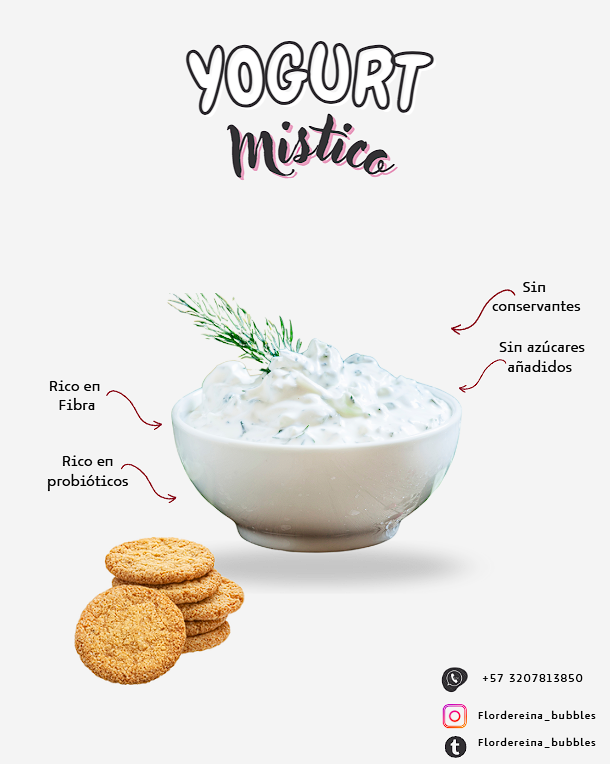 YOGURT
Mistico
Sin
conservantes
Sin azúcares
añadidos
Rico en
Fibra
Rico en
probióticos
+57 3207813850
Flordereina_bubbles
Flordereina_bubbles